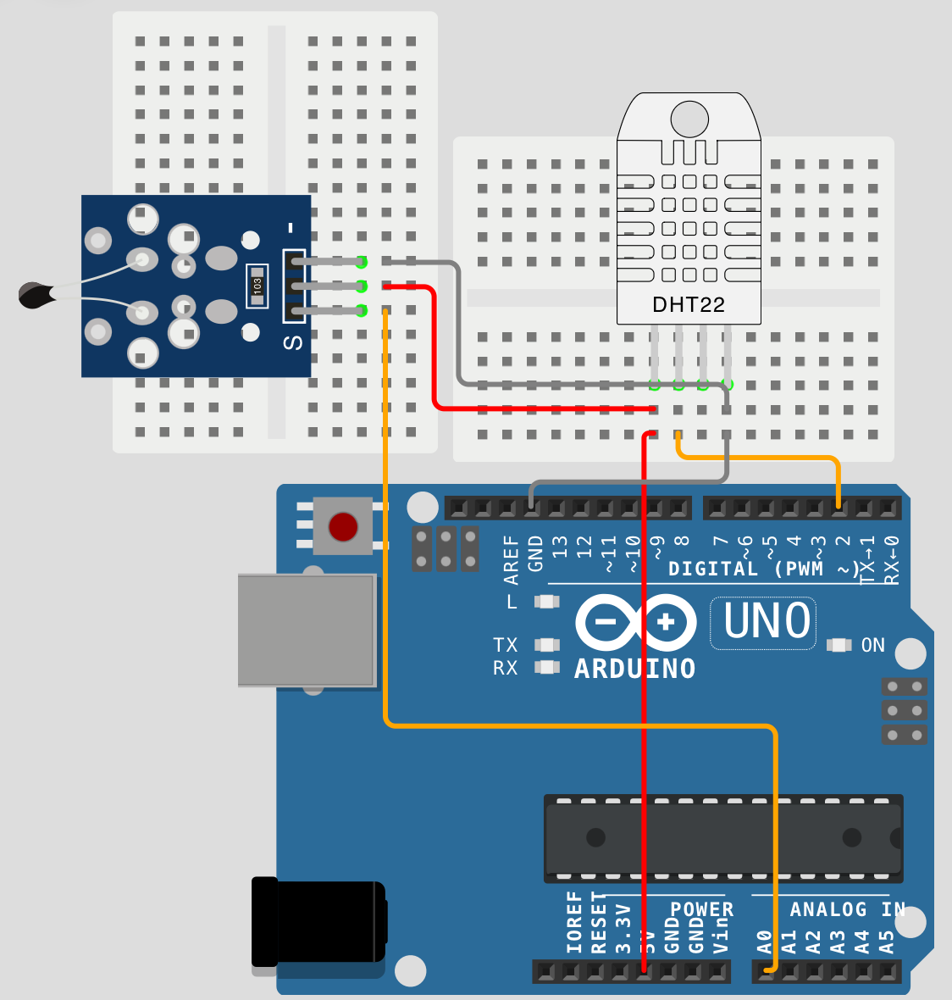 -
103
S
DHT22
AREF
GND
13
12
~11
~10
~9
8
7
~6
~5
4
~3
2
TX→1
RX←0
DIGITAL (PWM ~)
L
TX
RX
ARDUINO
UNO
ON
IOREF
RESET
3.3V
5V
GND
GND
Vin
POWER
ANALOG IN
A0
A1
A2
A3
A4
A5